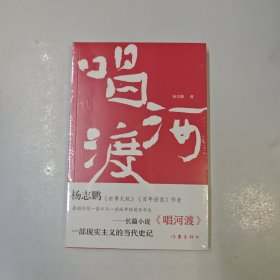 唱河渡
杨志鹏 著
杨志鹏《世事天机》《百年密意》作者
——长篇小说《唱河渡》
一部现实主义的当代史记
作家出版社